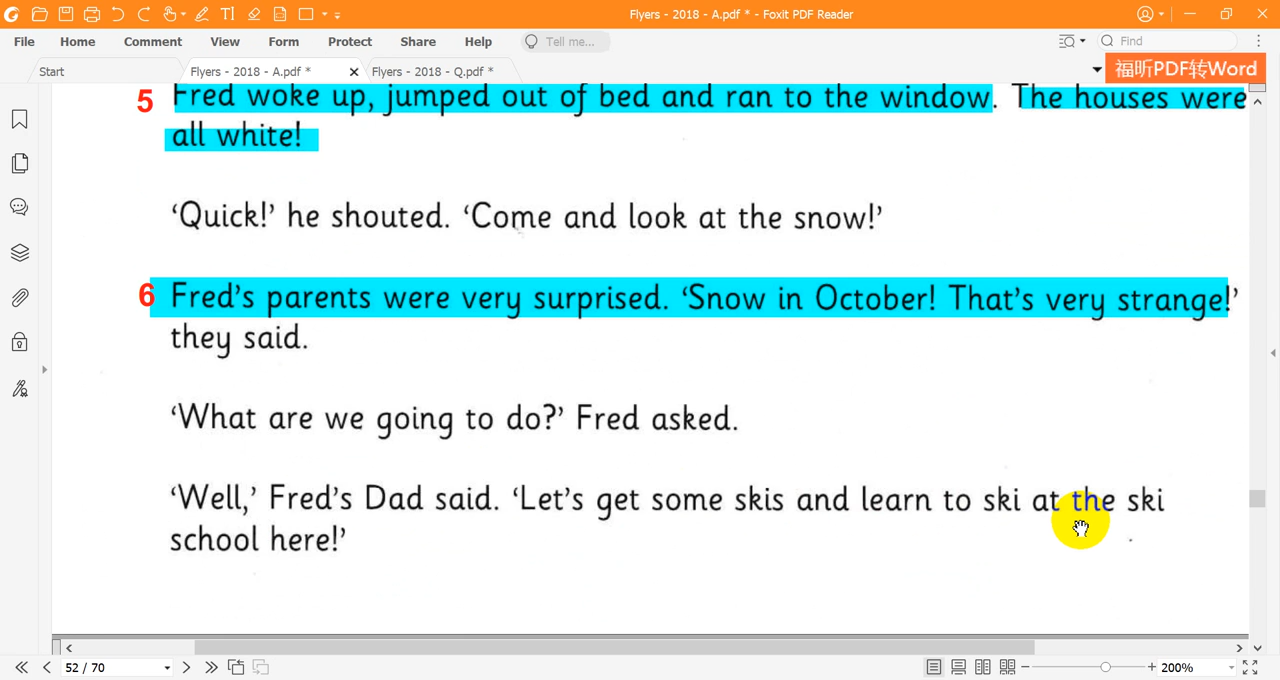 Flyers - 2018 - A.pdf * - Foxit PDF Reader
File Home Comment View Form Protect Share Help Tell me... Find
Start Flyers - 2018 - A.pdf * Flyers - 2018 - Q.pdf * 福昕PDF转Word
5 Fred woke up, jumped out of bed and ran to the window. The houses were
all white!
‘Quick!’ he shouted. ‘Come and look at the snow!’
6 Fred’s parents were very surprised. ‘Snow in October! That’s very strange!’
they said.
‘What are we going to do?’ Fred asked.
‘Well,’ Fred’s Dad said. ‘Let’s get some skis and learn to ski at the ski
school here!’
52 / 70 200%